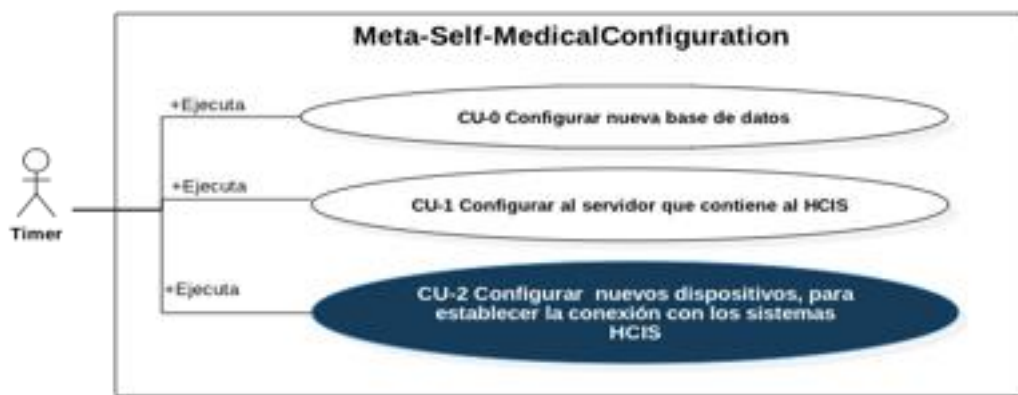 Meta-Self-MedicalConfiguration
+Ejecuta
CU-0 Configurar nueva base de datos
+Ejecuta
CU-1 Configurar al servidor que contiene al HCIS
Timer
+Ejecuta
CU-2 Configurar nuevos dispositivos, para
establecer la conexión con los sistemas
HCIS